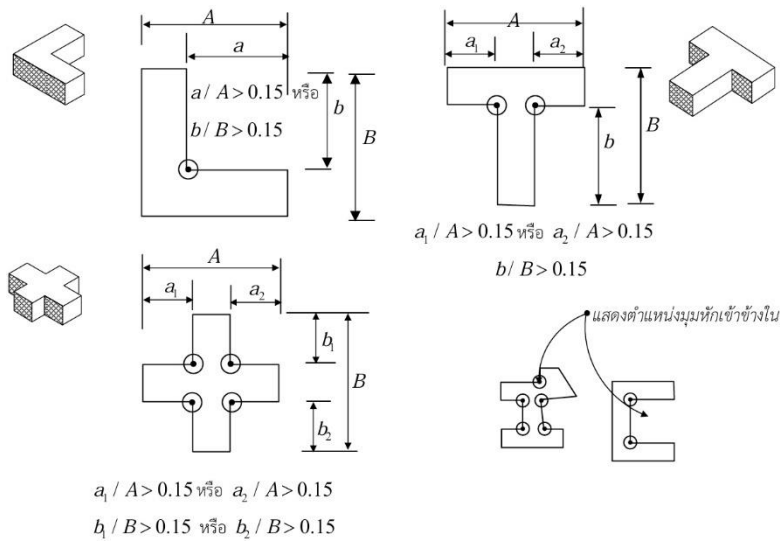 A
a
a / A > 0.15 หรือ
b / B > 0.15
b
B
A
a₁
a₂
b
B
a₁ / A > 0.15 หรือ a₂ / A > 0.15
b / B > 0.15
A
a₁
a₂
b₁
b₂
B
a₁ / A > 0.15 หรือ a₂ / A > 0.15
b₁ / B > 0.15 หรือ b₂ / B > 0.15
แสดงตำแหน่งมุมหักเข้าข้างใน